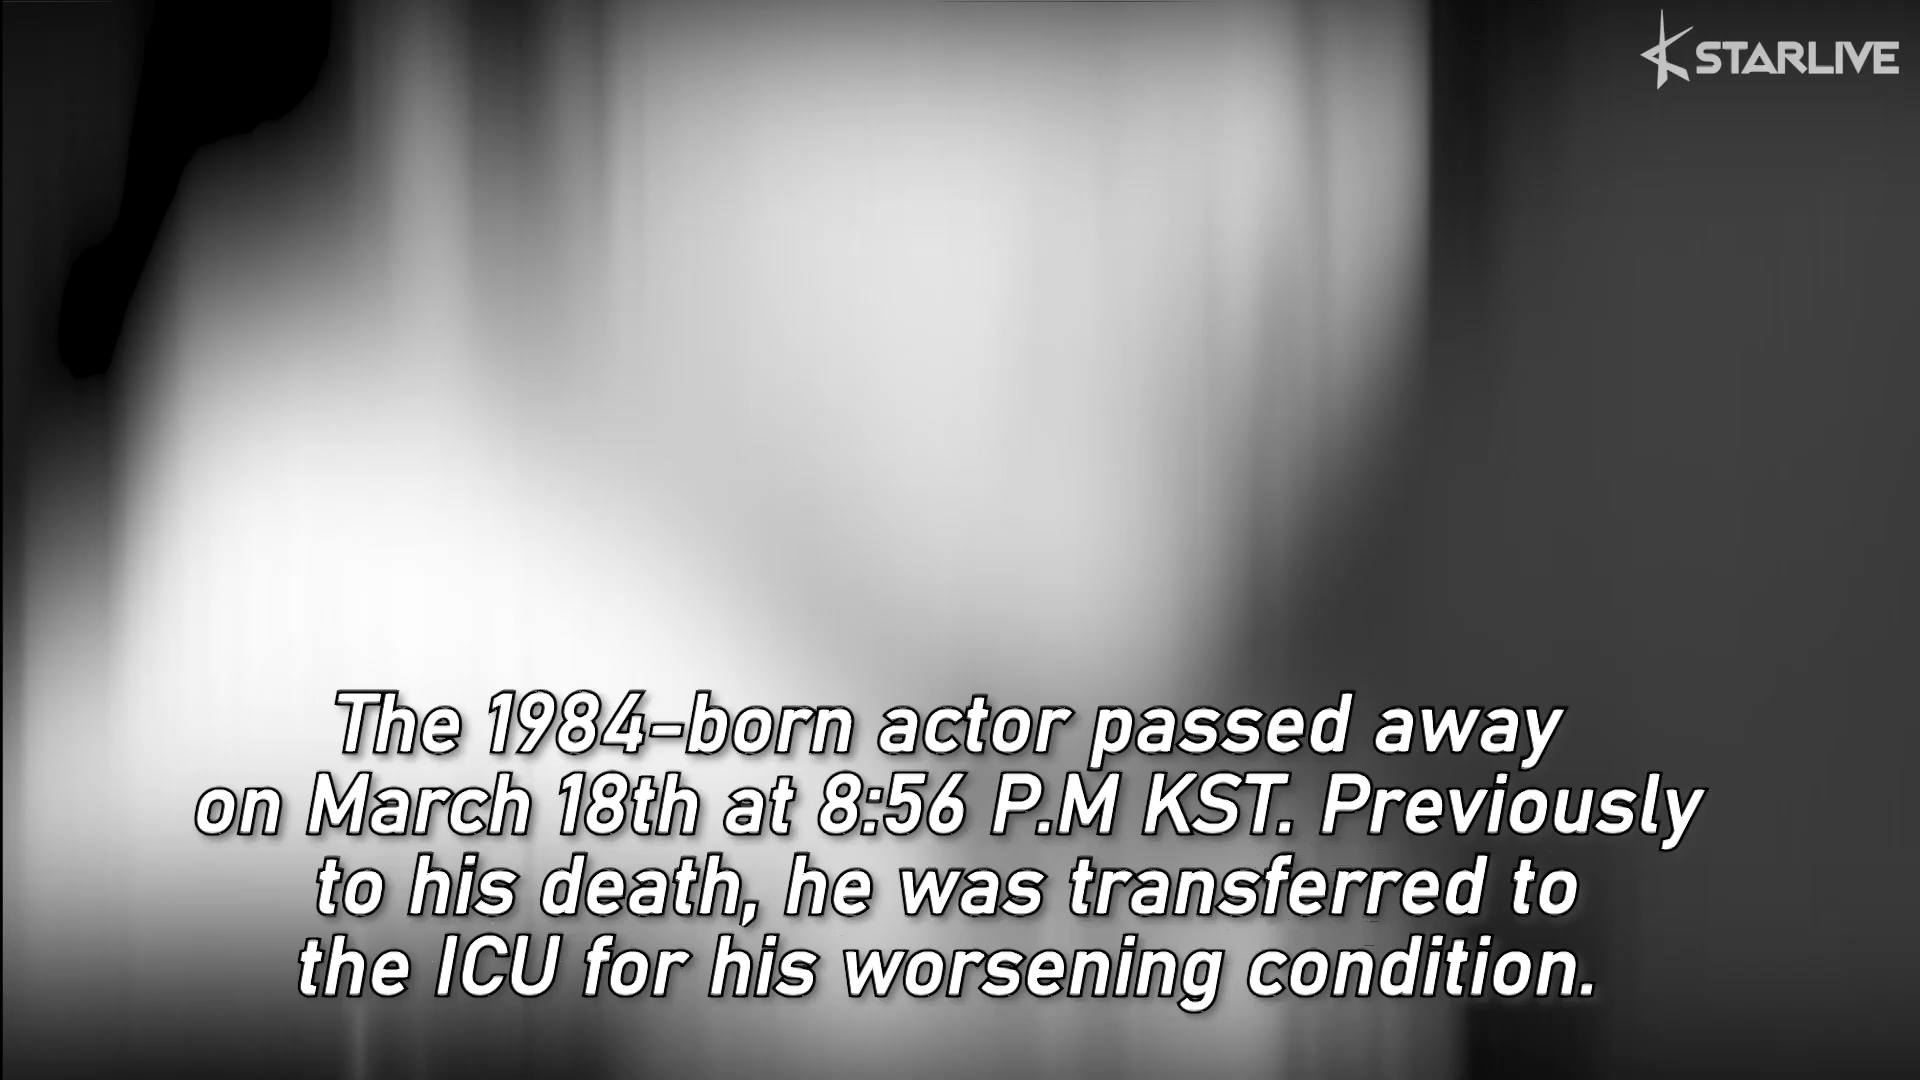 STARLIVE
The 1984-born actor passed away
on March 18th at 8:56 P.M KST. Previously
to his death, he was transferred to
the ICU for his worsening condition.